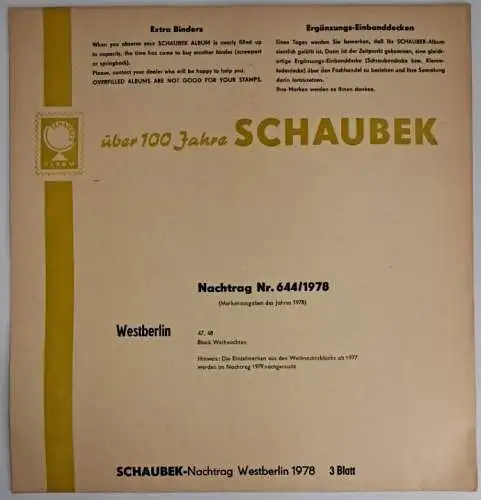 Extra Binders
When you observe your SCHAUBEK ALBUM is nearly filled up
to capacity, the time has come to buy another binder (screwpost
or springback).
Please, contact your dealer who will be happy to help you.
OVERFILLED ALBUMS ARE NOT GOOD FOR YOUR STAMPS.
Ergänzungs-Einbanddecken
Eines Tages werden Sie bemerken, daß Ihr SCHAUBEK-Album
ziemlich gefüllt ist. Dann ist der Zeitpunkt gekommen, eine gleich-
artige Ergänzungs-Einbanddecke (Schraubendecke bzw. Klemm-
federdecke) über den Fachhandel zu beziehen und Ihre Sammlung
darin fortzusetzen.
Ihre Marken werden es Ihnen danken.
SCHAUBEK
ALBUM
über 100 Jahre SCHAUBEK
Nachtrag Nr. 644/1978
(Markenausgaben des Jahres 1978)
Westberlin
47, 48
Block Weihnachten
Hinweis: Die Einzelmarken aus den Weihnachtsblocks ab 1977
werden im Nachtrag 1979 nachgereicht
SCHAUBEK-Nachtrag Westberlin 1978 3 Blatt